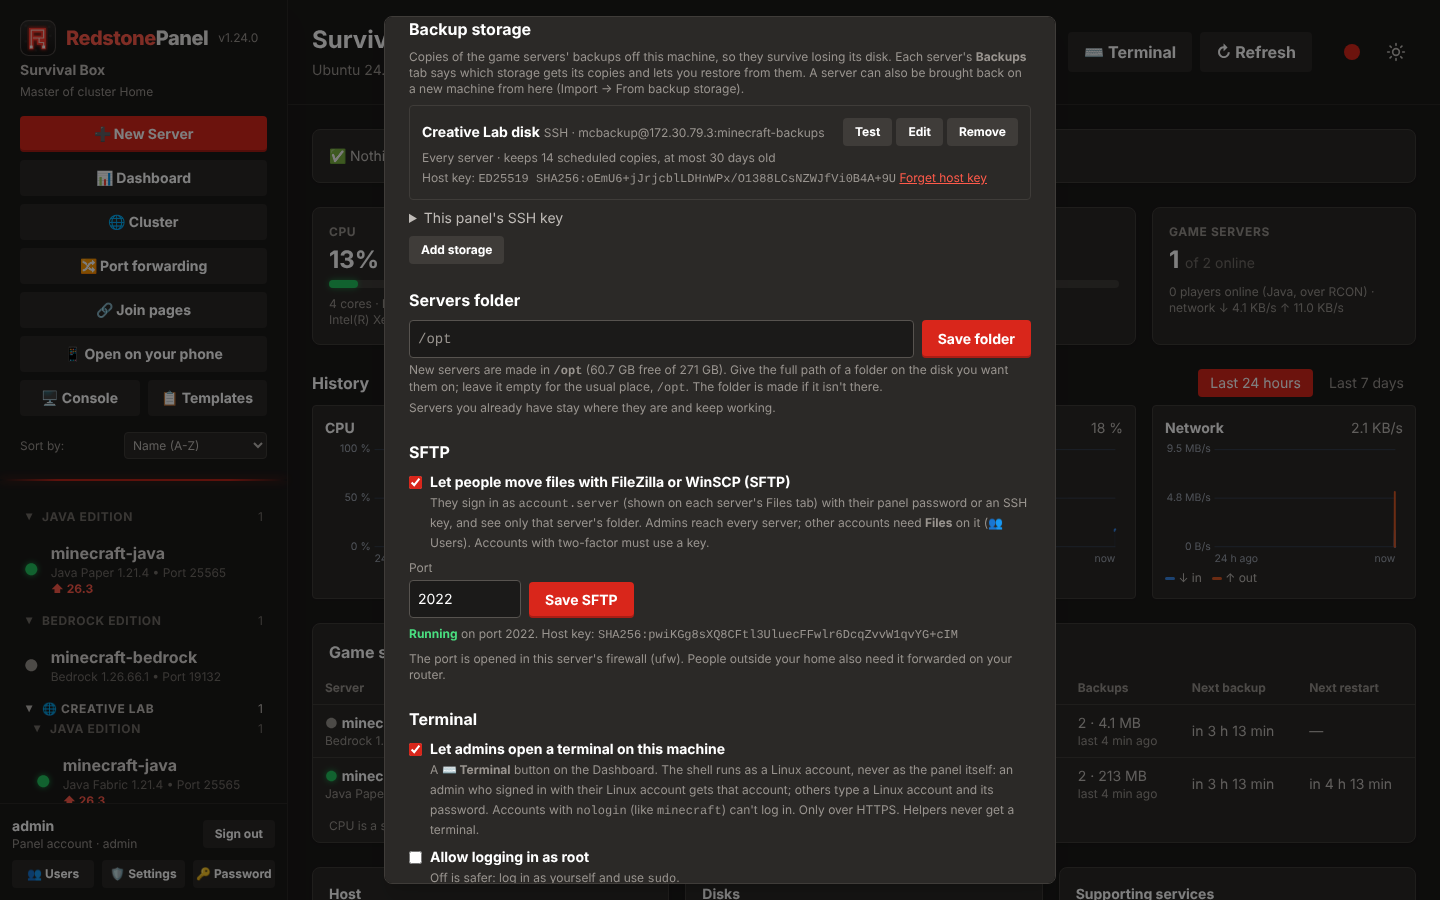 RedstonePanel v1.24.0
Survival Box
Master of cluster Home
➕ New Server
📊 Dashboard
🌐 Cluster
🔀 Port forwarding
🔗 Join pages
📱 Open on your phone
🖥️ Console
📋 Templates
Sort by:
Name (A-Z)
▼ JAVA EDITION 1
minecraft-java
Java Paper 1.21.4 • Port 25565
⬆ 26.3
▼ BEDROCK EDITION 1
minecraft-bedrock
Bedrock 1.26.66.1 • Port 19132
▼ 🌐 CREATIVE LAB 1
▼ JAVA EDITION 1
minecraft-java
Java Fabric 1.21.4 • Port 25565
⬆ 26.3
admin
Panel account · admin
Sign out
👥 Users
🛡️ Settings
🔑 Password
Surviv
Ubuntu 24.
⌨️ Terminal
↻ Refresh
✅ Nothi
CPU
13%
4 cores ·
Intel(R) Xe
GAME SERVERS
1 of 2 online
0 players online (Java, over RCON) ·
network ↓ 4.1 KB/s ↑ 11.0 KB/s
History
Last 24 hours
Last 7 days
CPU
18 %
100 %
50 %
0 %
24
now
Network
2.1 KB/s
9.5 MB/s
4.8 MB/s
0 B/s
24 h ago
now
↓ in
↑ out
Game s
Server
Backups
Next backup
Next restart
minec
Bedrock 1.
2 · 4.1 MB
last 4 min ago
in 3 h 13 min
—
minec
Java Pape
2 · 213 MB
last 4 min ago
in 3 h 13 min
in 4 h 13 min
CPU is a s
Host
Disks
Supporting services
Backup storage
Copies of the game servers' backups off this machine, so they survive losing its disk. Each server's Backups
tab says which storage gets its copies and lets you restore from them. A server can also be brought back on
a new machine from here (Import → From backup storage).
Creative Lab disk SSH · mcbackup@172.30.79.3:minecraft-backups
Test
Edit
Remove
Every server · keeps 14 scheduled copies, at most 30 days old
Host key: ED25519 SHA256:oEmU6+jJrjcblLDHnWPx/O1388LCsNZWJfVi0B4A+9U Forget host key
▶ This panel's SSH key
Add storage
Servers folder
/opt
Save folder
New servers are made in /opt (60.7 GB free of 271 GB). Give the full path of a folder on the disk you want
them on; leave it empty for the usual place, /opt. The folder is made if it isn't there.
Servers you already have stay where they are and keep working.
SFTP
Let people move files with FileZilla or WinSCP (SFTP)
They sign in as account.server (shown on each server's Files tab) with their panel password or an SSH
key, and see only that server's folder. Admins reach every server; other accounts need Files on it (👥
Users). Accounts with two-factor must use a key.
Port
2022
Save SFTP
Running on port 2022. Host key: SHA256:pwiKGg8sXQ8CFtl3UluecFFwlr6DcqZvvW1qvYG+cIM
The port is opened in this server's firewall (ufw). People outside your home also need it forwarded on your
router.
Terminal
Let admins open a terminal on this machine
A ⌨️ Terminal button on the Dashboard. The shell runs as a Linux account, never as the panel itself: an
admin who signed in with their Linux account gets that account; others type a Linux account and its
password. Accounts with nologin (like minecraft) can't log in. Only over HTTPS. Helpers never get a
terminal.
Allow logging in as root
Off is safer: log in as yourself and use sudo.